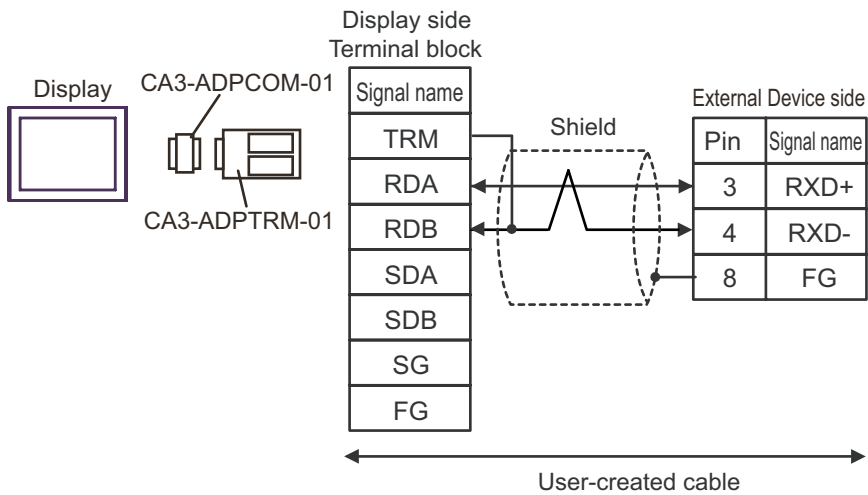 Display side
Terminal block
Display
CA3-ADPCOM-01
CA3-ADPTRM-01
Signal name
TRM
RDA
RDB
SDA
SDB
SG
FG
Shield
External Device side
Pin Signal name
3 RXD+
4 RXD-
8 FG
User-created cable